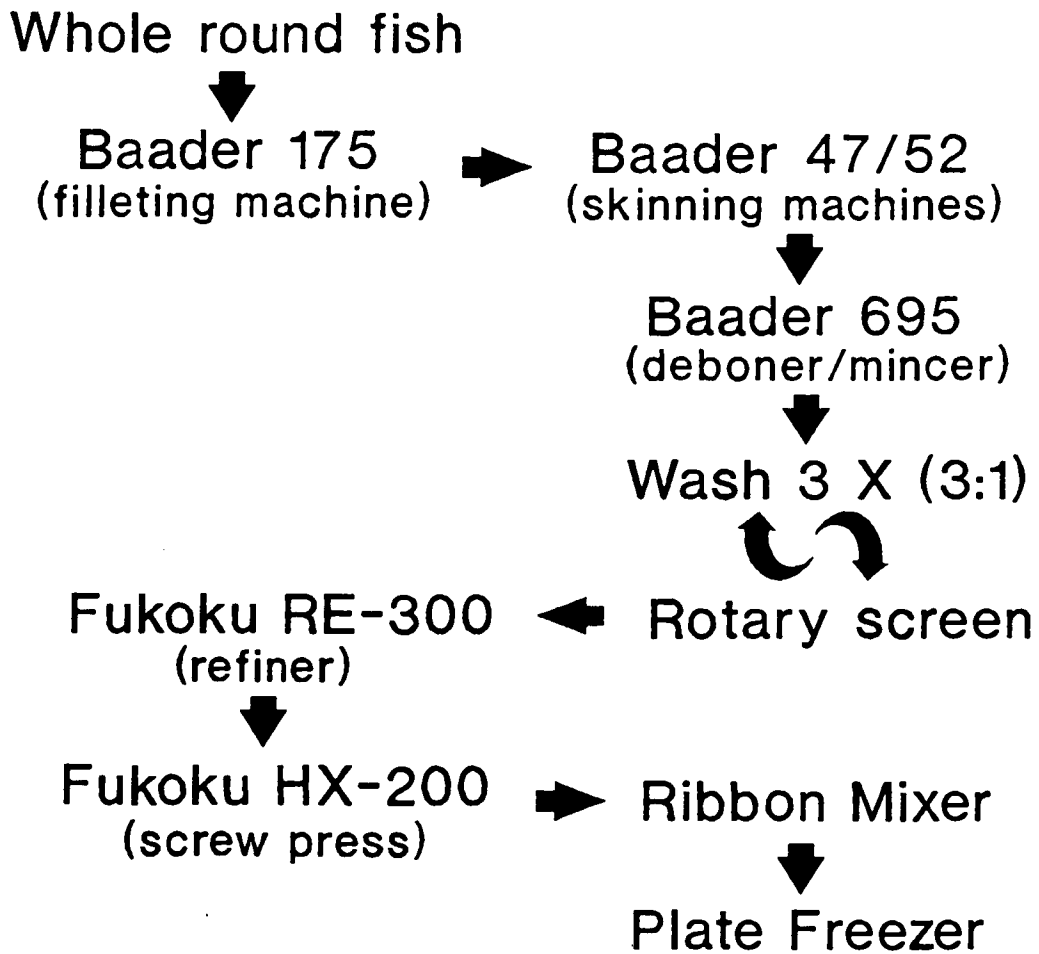 Whole round fish
Baader 175
(filleting machine)
Baader 47/52
(skinning machines)
Baader 695
(deboner/mincer)
Wash 3 X (3:1)
Rotary screen
Fukoku RE-300
(refiner)
Fukoku HX-200
(screw press)
Ribbon Mixer
Plate Freezer